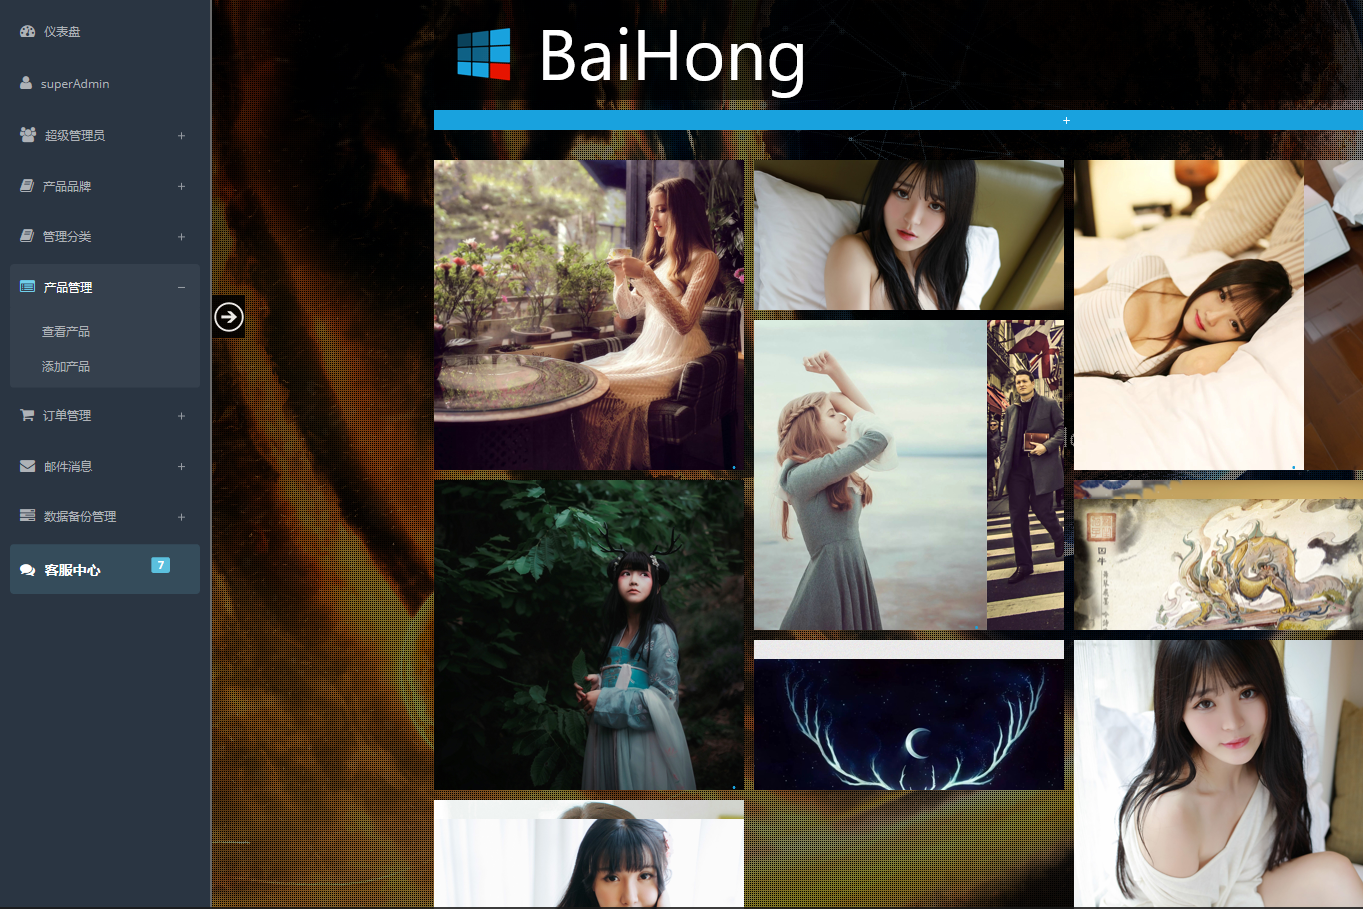 仪表盘
superAdmin
超级管理员 +
产品品牌 +
管理分类 +
产品管理 −
查看产品
添加产品
订单管理 +
邮件消息 +
数据备份管理 +
客服中心 7
BaiHong
+
囚牛